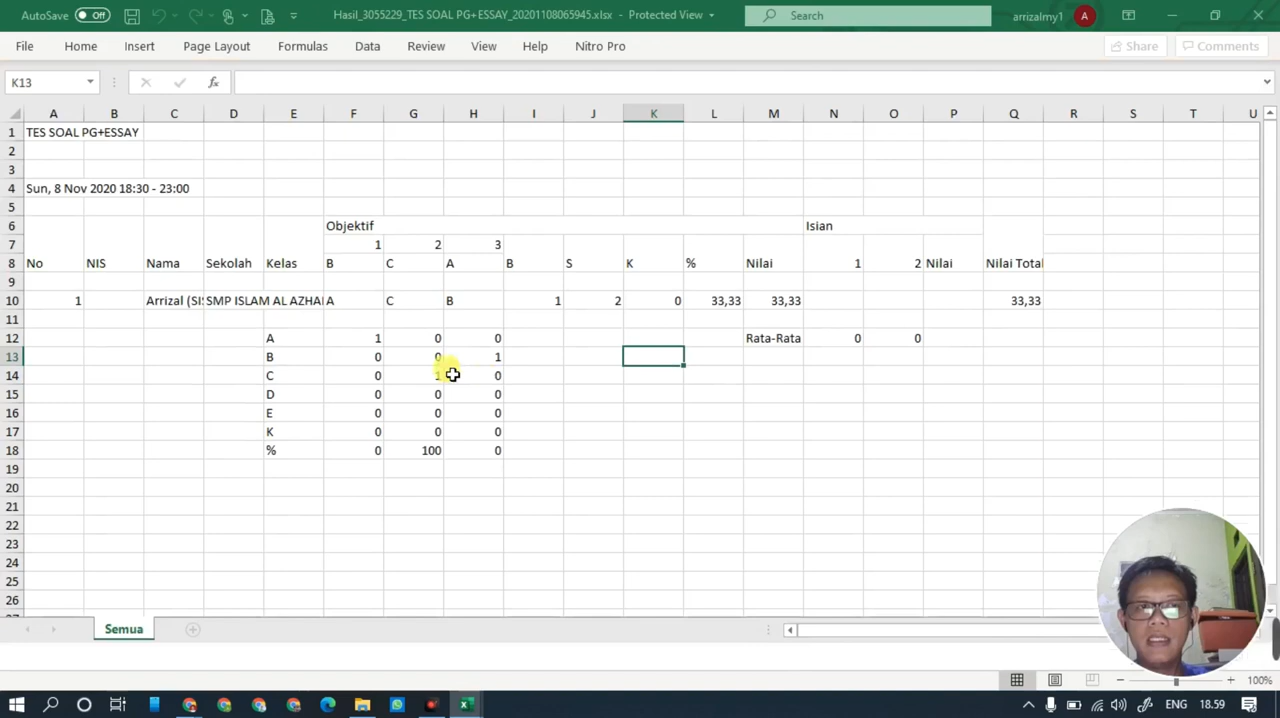 AutoSave Off Hasil_3055229_TES SOAL PG+ESSAY_20201108065945.xlsx - Protected View Search arrizalmy1 A
File Home Insert Page Layout Formulas Data Review View Help Nitro Pro Share Comments
K13 fx
A B C D E F G H I J K L M N O P Q R S T U
1 TES SOAL PG+ESSAY
2
3
4 Sun, 8 Nov 2020 18:30 - 23:00
5
6 Objektif Isian
7 1 2 3
8 No NIS Nama Sekolah Kelas B C A B S K % Nilai 1 2 Nilai Nilai Total
9
10 1 Arrizal (SIS SMP ISLAM AL AZHAI A C B 1 2 0 33,33 33,33 33,33
11
12 A 1 0 0 Rata-Rata 0 0
13 B 0 0 1
14 C 0 1 0
15 D 0 0 0
16 E 0 0 0
17 K 0 0 0
18 % 0 100 0
19
20
21
22
23
24
25
26
Semua
100%
ENG 18.59